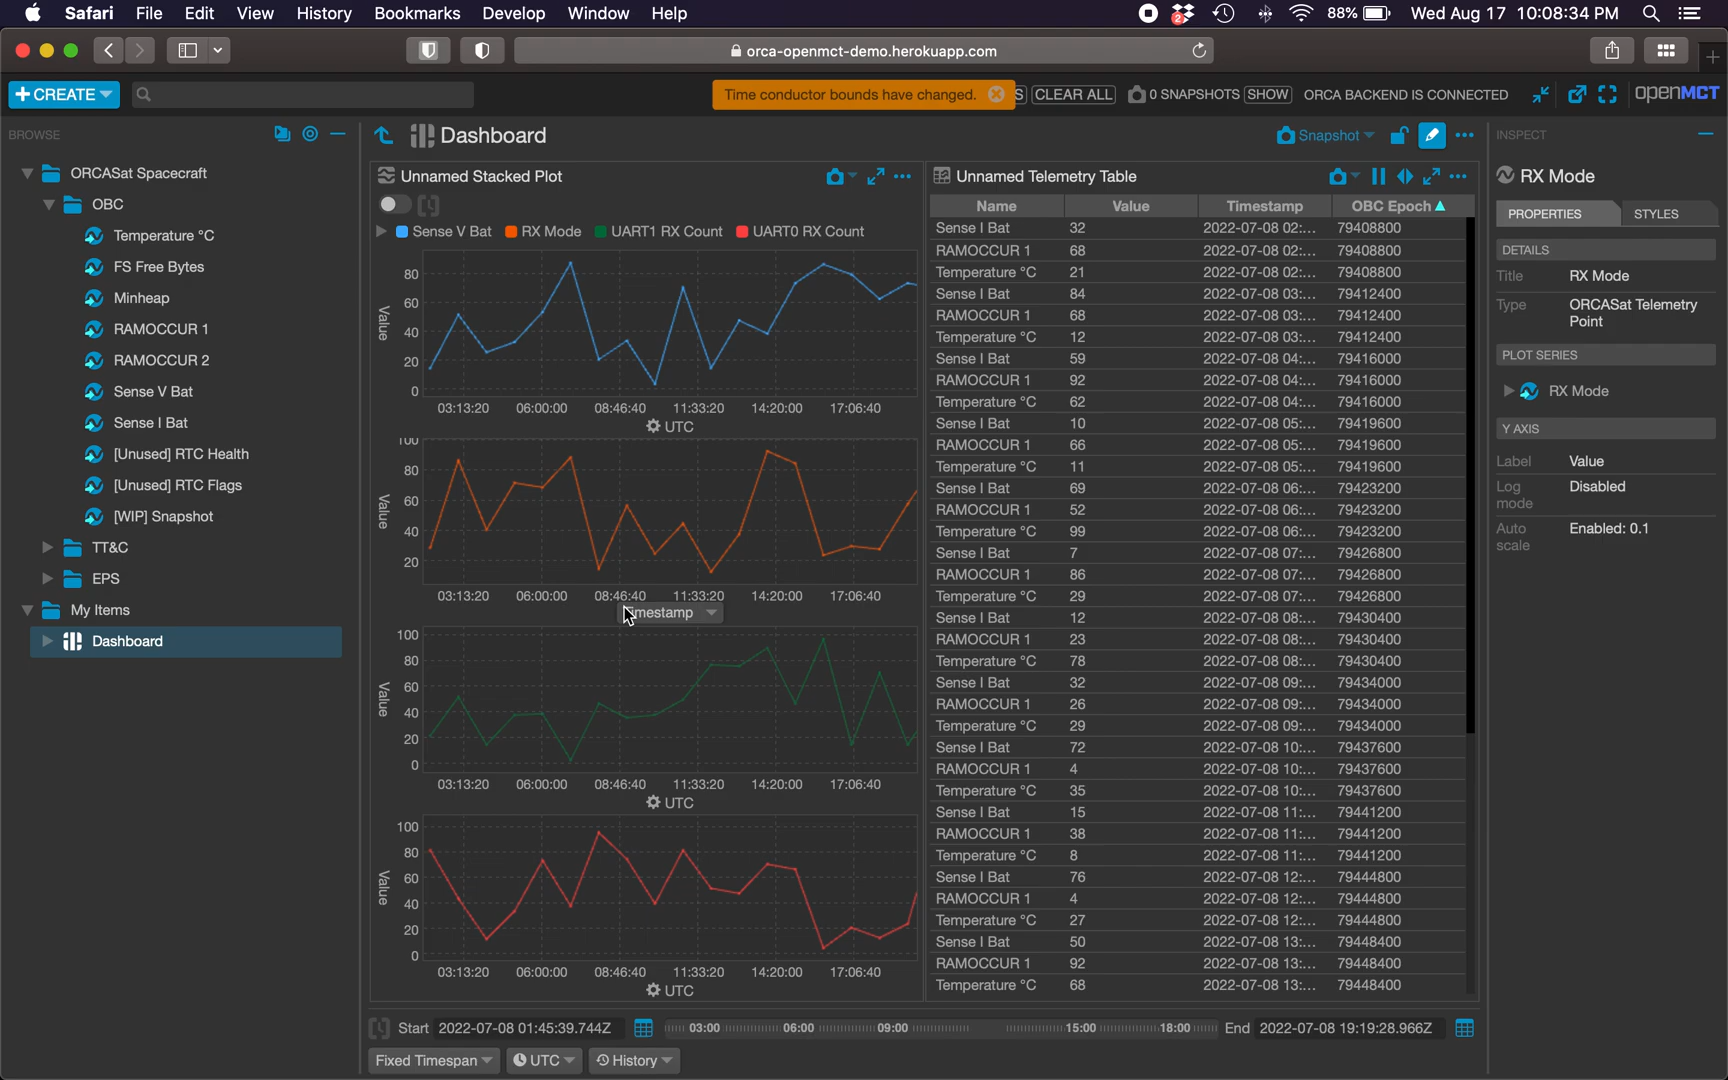 Safari File Edit View History Bookmarks Develop Window Help 2 88% Wed Aug 17 10:08:34 PM
orca-openmct-demo.herokuapp.com
+ CREATE Time conductor bounds have changed. S CLEAR ALL 0 SNAPSHOTS SHOW ORCA BACKEND IS CONNECTED openMCT
BROWSE
ORCASat Spacecraft
OBC
Temperature °C
FS Free Bytes
Minheap
RAMOCCUR 1
RAMOCCUR 2
Sense V Bat
Sense I Bat
[Unused] RTC Health
[Unused] RTC Flags
[WIP] Snapshot
TT&C
EPS
My Items
Dashboard
Dashboard Snapshot
Unnamed Stacked Plot
Sense V Bat RX Mode UART1 RX Count UART0 RX Count
Value
80
60
40
20
0
03:13:20 06:00:00 08:46:40 11:33:20 14:20:00 17:06:40
UTC
Value
100
80
60
40
20
03:13:20 06:00:00 08:46:40 11:33:20 14:20:00 17:06:40
Value
100
80
60
40
20
0
03:13:20 06:00:00 08:46:40 11:33:20 14:20:00 17:06:40
UTC
Value
100
80
60
40
20
0
03:13:20 06:00:00 08:46:40 11:33:20 14:20:00 17:06:40
UTC
Unnamed Telemetry Table
Name Value Timestamp OBC Epoch
Sense I Bat 32 2022-07-08 02:... 79408800
RAMOCCUR 1 68 2022-07-08 02:... 79408800
Temperature °C 21 2022-07-08 02:... 79408800
Sense I Bat 84 2022-07-08 03:... 79412400
RAMOCCUR 1 68 2022-07-08 03:... 79412400
Temperature °C 12 2022-07-08 03:... 79412400
Sense I Bat 59 2022-07-08 04:... 79416000
RAMOCCUR 1 92 2022-07-08 04:... 79416000
Temperature °C 62 2022-07-08 04:... 79416000
Sense I Bat 10 2022-07-08 05:... 79419600
RAMOCCUR 1 66 2022-07-08 05:... 79419600
Temperature °C 11 2022-07-08 05:... 79419600
Sense I Bat 69 2022-07-08 06:... 79423200
RAMOCCUR 1 52 2022-07-08 06:... 79423200
Temperature °C 99 2022-07-08 06:... 79423200
Sense I Bat 7 2022-07-08 07:... 79426800
RAMOCCUR 1 86 2022-07-08 07:... 79426800
Temperature °C 29 2022-07-08 07:... 79426800
Sense I Bat 12 2022-07-08 08:... 79430400
RAMOCCUR 1 23 2022-07-08 08:... 79430400
Temperature °C 78 2022-07-08 08:... 79430400
Sense I Bat 32 2022-07-08 09:... 79434000
RAMOCCUR 1 26 2022-07-08 09:... 79434000
Temperature °C 29 2022-07-08 09:... 79434000
Sense I Bat 72 2022-07-08 10:... 79437600
RAMOCCUR 1 4 2022-07-08 10:... 79437600
Temperature °C 35 2022-07-08 10:... 79437600
Sense I Bat 15 2022-07-08 11:... 79441200
RAMOCCUR 1 38 2022-07-08 11:... 79441200
Temperature °C 8 2022-07-08 11:... 79441200
Sense I Bat 76 2022-07-08 12:... 79444800
RAMOCCUR 1 4 2022-07-08 12:... 79444800
Temperature °C 27 2022-07-08 12:... 79444800
Sense I Bat 50 2022-07-08 13:... 79448400
RAMOCCUR 1 92 2022-07-08 13:... 79448400
Temperature °C 68 2022-07-08 13:... 79448400
Start 2022-07-08 01:45:39.744Z 03:00 06:00 09:00 15:00 18:00 End 2022-07-08 19:19:28.966Z
Fixed Timespan UTC History
INSPECT
RX Mode
PROPERTIES STYLES
DETAILS
Title RX Mode
Type ORCASat Telemetry
Point
PLOT SERIES
RX Mode
Y AXIS
Label Value
Log mode Disabled
Auto scale Enabled: 0.1